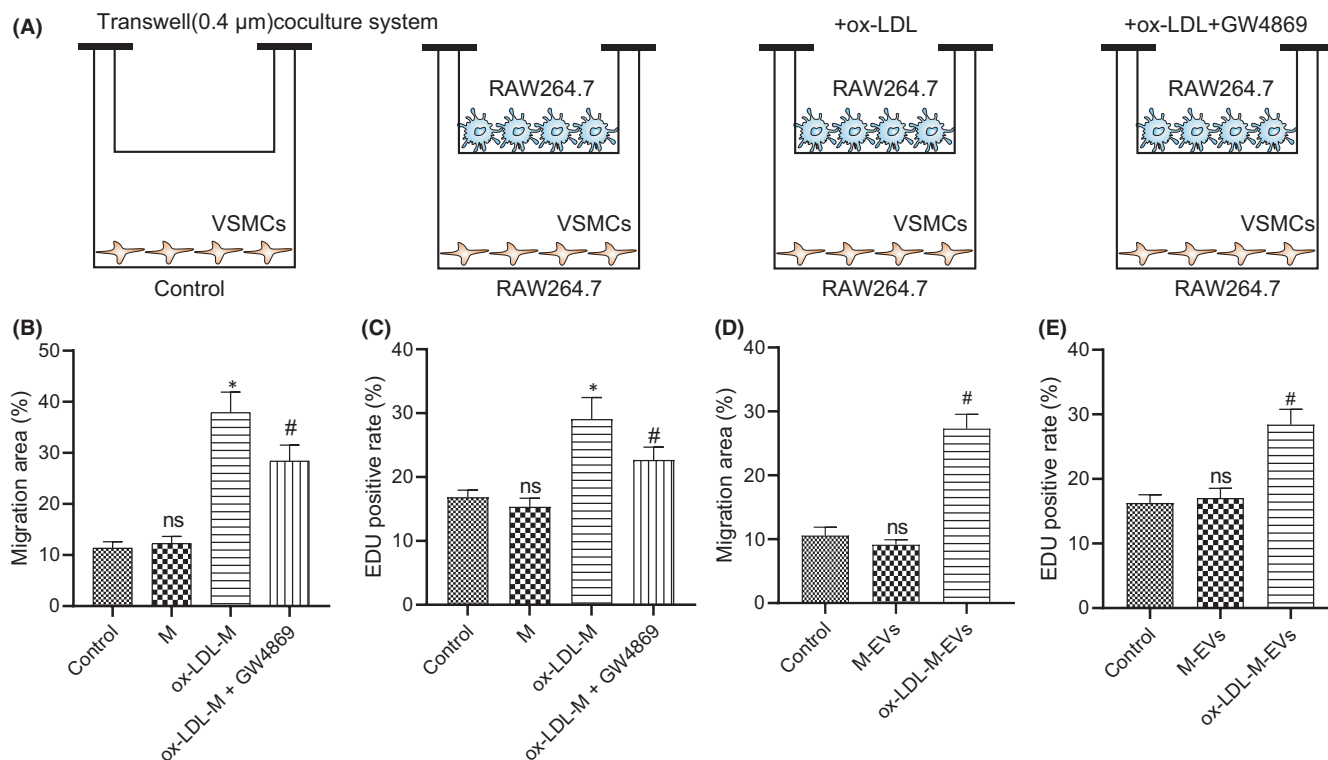 (A)
Transwell(0.4 µm)coculture system
+ox-LDL
+ox-LDL+GW4869
RAW264.7
RAW264.7
RAW264.7
VSMCs
VSMCs
VSMCs
VSMCs
Control
RAW264.7
RAW264.7
RAW264.7
(B)
Migration area (%)
50
40
30
20
10
0
ns
*
#
Control
M
ox-LDL-M
ox-LDL-M + GW4869
(C)
EDU positive rate (%)
40
30
20
10
0
ns
*
#
Control
M
ox-LDL-M
ox-LDL-M + GW4869
(D)
Migration area (%)
40
30
20
10
0
ns
#
Control
M-EVs
ox-LDL-M-EVs
(E)
EDU positive rate (%)
40
30
20
10
0
ns
#
Control
M-EVs
ox-LDL-M-EVs